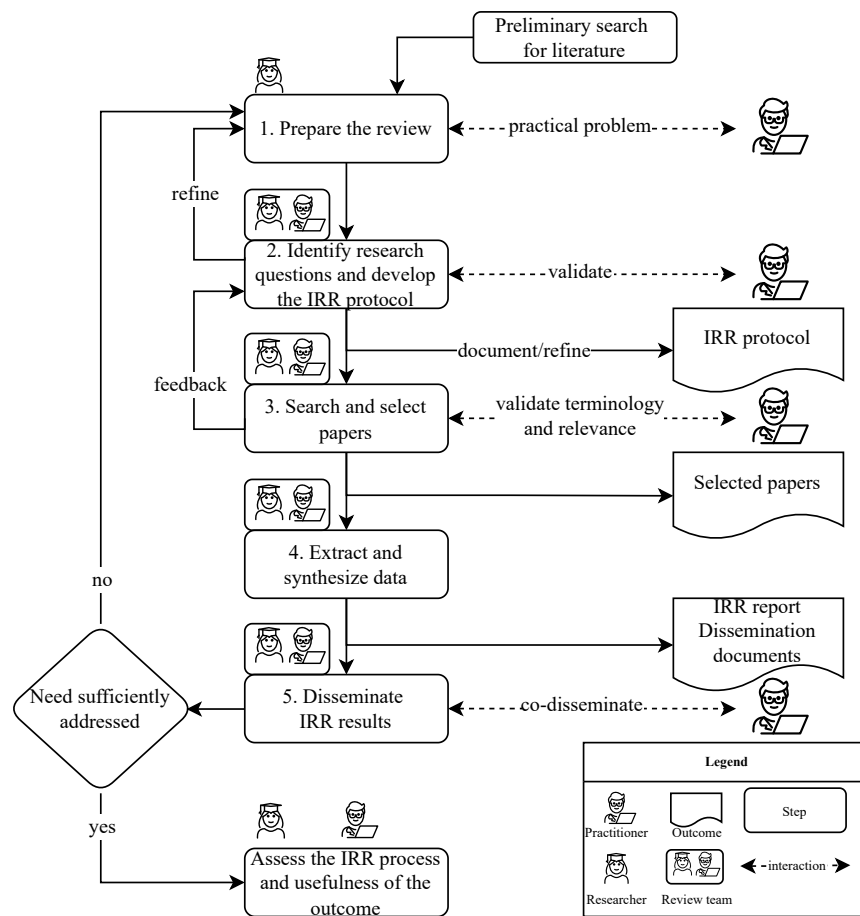 Preliminary search
for literature
1. Prepare the review
practical problem
refine
2. Identify research
questions and develop
the IRR protocol
validate
document/refine
IRR protocol
feedback
3. Search and select
papers
validate terminology
and relevance
Selected papers
4. Extract and
synthesize data
no
IRR report
Dissemination
documents
Need sufficiently
addressed
5. Disseminate
IRR results
co-disseminate
yes
Assess the IRR process
and usefulness of the
outcome
Legend
Practitioner
Outcome
Step
Researcher
Review team
interaction